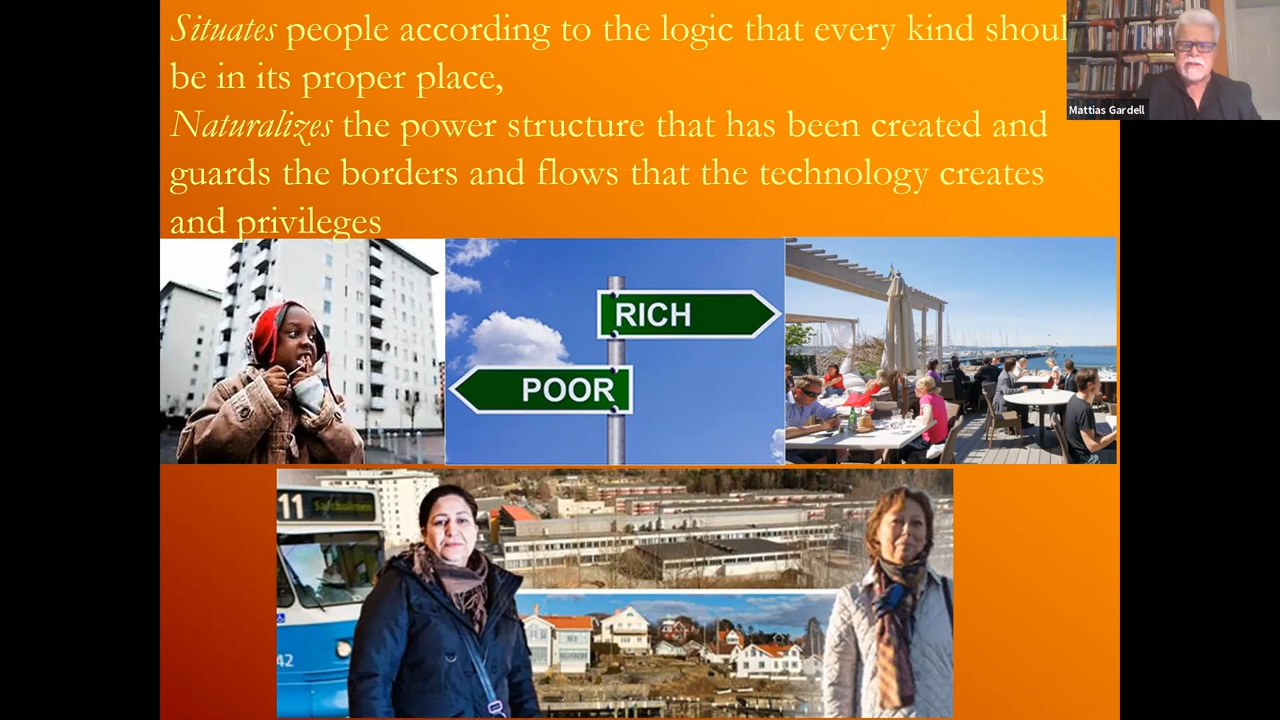 Situates people according to the logic that every kind shoul
be in its proper place,
Mattias Gardell
Naturalizes the power structure that has been created and
guards the borders and flows that the technology creates
and privileges
RICH
POOR
11
42